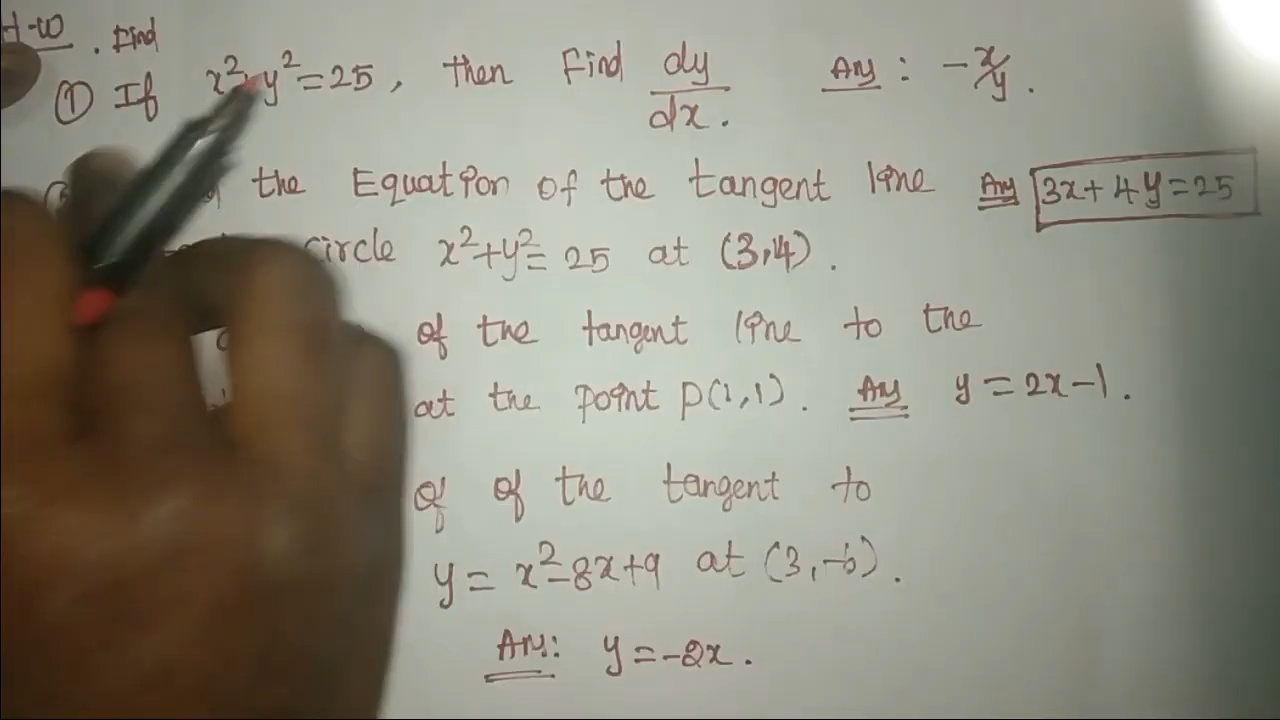 H-W . Find
① If x²+y²=25, then Find dy/dx. Ans : -x/y.
the Equation of the tangent line Ans 3x+4y=25
circle x²+y²=25 at (3,4).
of the tangent line to the
at the point P(1,1). Ans y=2x-1.
of of the tangent to
y=x²-8x+9 at (3,-6).
Ans: y=-2x.